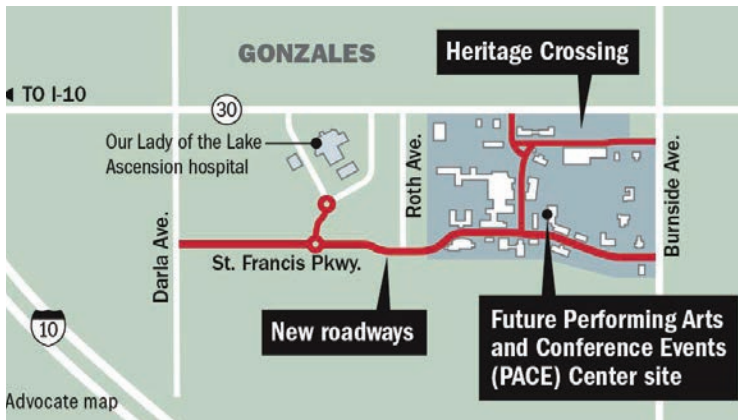 GONZALES
Heritage Crossing
TO I-10
30
Our Lady of the Lake
Ascension hospital
Roth Ave.
Burnside Ave.
Darla Ave.
St. Francis Pkwy.
10
New roadways
Future Performing Arts
and Conference Events
(PACE) Center site
Advocate map